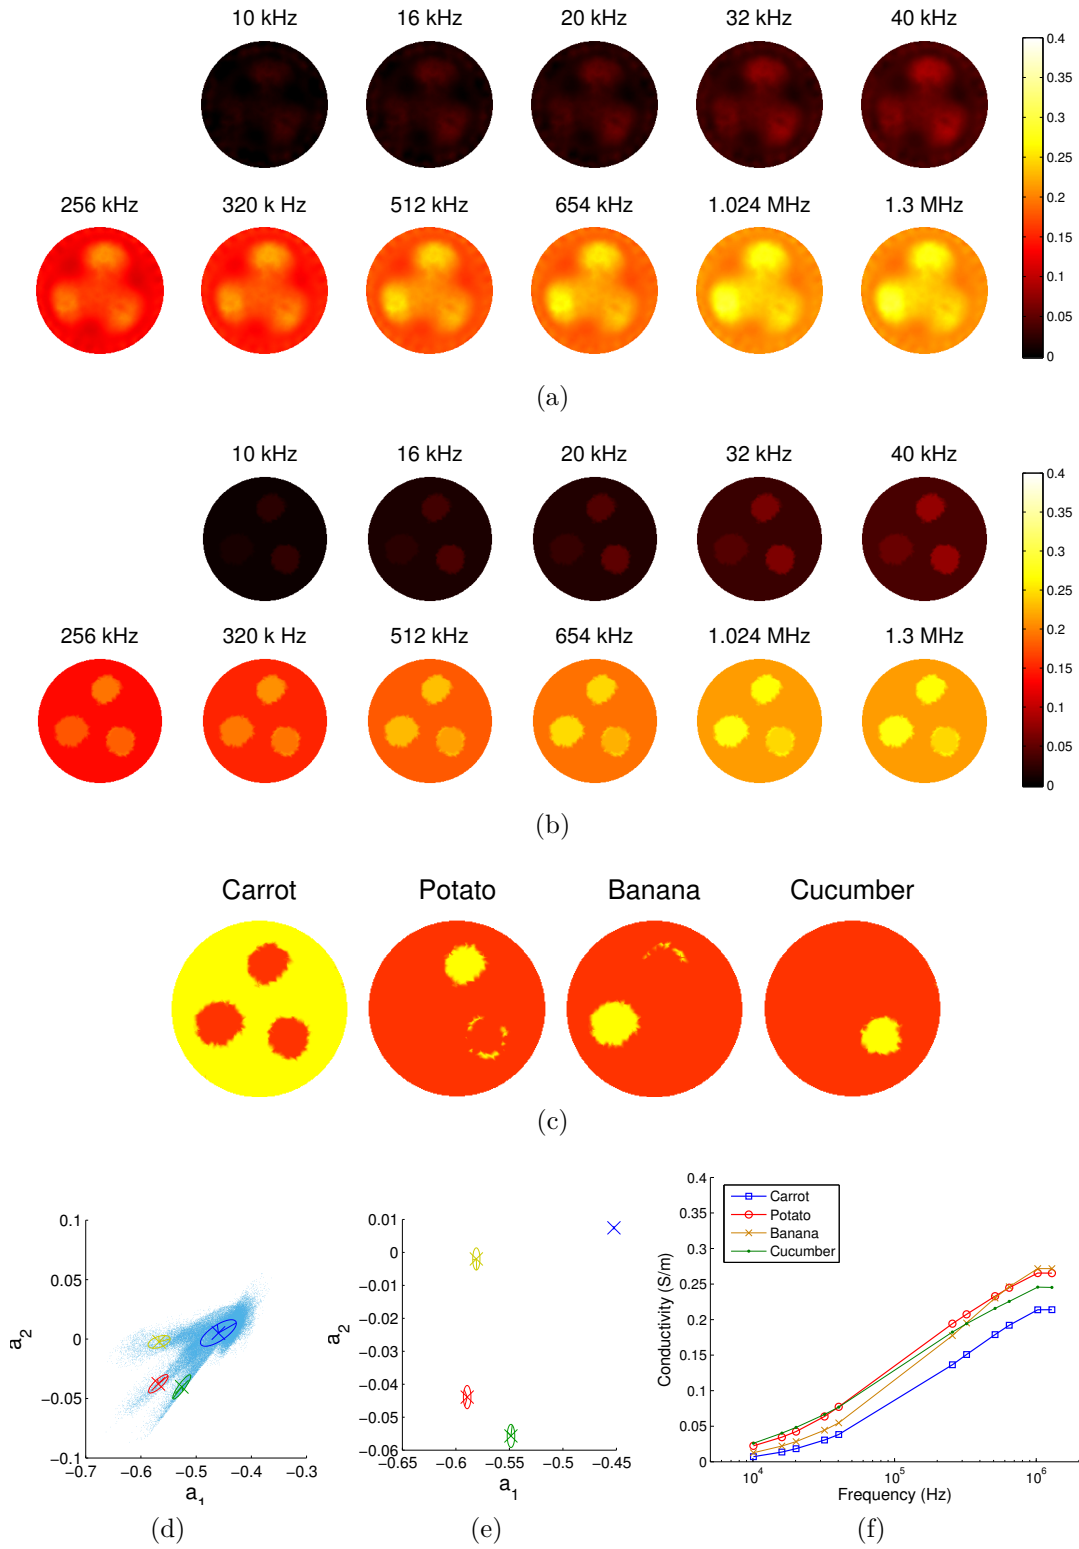 10 kHz 16 kHz 20 kHz 32 kHz 40 kHz
0.4
0.35
0.3
0.25
0.2
0.15
0.1
0.05
0
256 kHz 320 k Hz 512 kHz 654 kHz 1.024 MHz 1.3 MHz
(a)
10 kHz 16 kHz 20 kHz 32 kHz 40 kHz
0.4
0.35
0.3
0.25
0.2
0.15
0.1
0.05
0
256 kHz 320 k Hz 512 kHz 654 kHz 1.024 MHz 1.3 MHz
(b)
Carrot Potato Banana Cucumber
(c)
0.1
0.05
0
−0.05
−0.1
a2
−0.7 −0.6 −0.5 −0.4 −0.3
a1
(d)
0.01
0
−0.01
−0.02
−0.03
−0.04
−0.05
−0.06
a2
−0.65 −0.6 −0.55 −0.5 −0.45
a1
(e)
0.4
0.35
0.3
0.25
0.2
0.15
0.1
0.05
0
Conductivity (S/m)
Carrot
Potato
Banana
Cucumber
10^4 10^5 10^6
Frequency (Hz)
(f)